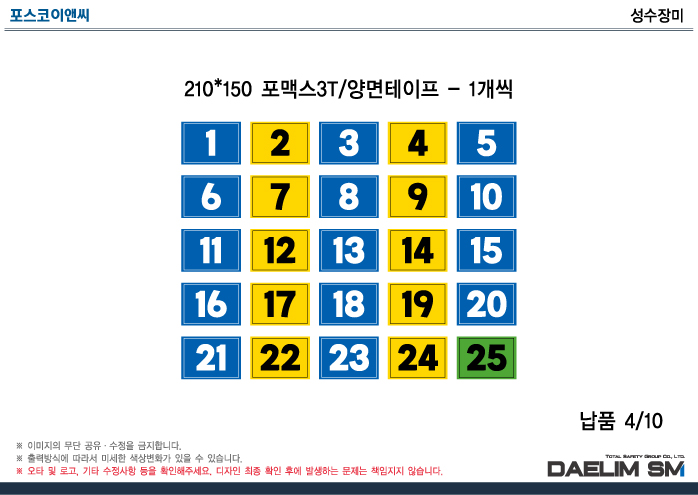 포스코이앤씨 성수장미
210*150 포맥스3T/양면테이프 - 1개씩
1 2 3 4 5
6 7 8 9 10
11 12 13 14 15
16 17 18 19 20
21 22 23 24 25
납품 4/10
※ 이미지의 무단 공유 · 수정을 금지합니다.
※ 출력방식에 따라서 미세한 색상변화가 있을 수 있습니다.
※ 오타 및 로고, 기타 수정사항 등을 확인해주세요. 디자인 최종 확인 후에 발생하는 문제는 책임지지 않습니다.
TOTAL SAFETY GROUP CO., LTD.
DAELIM SM